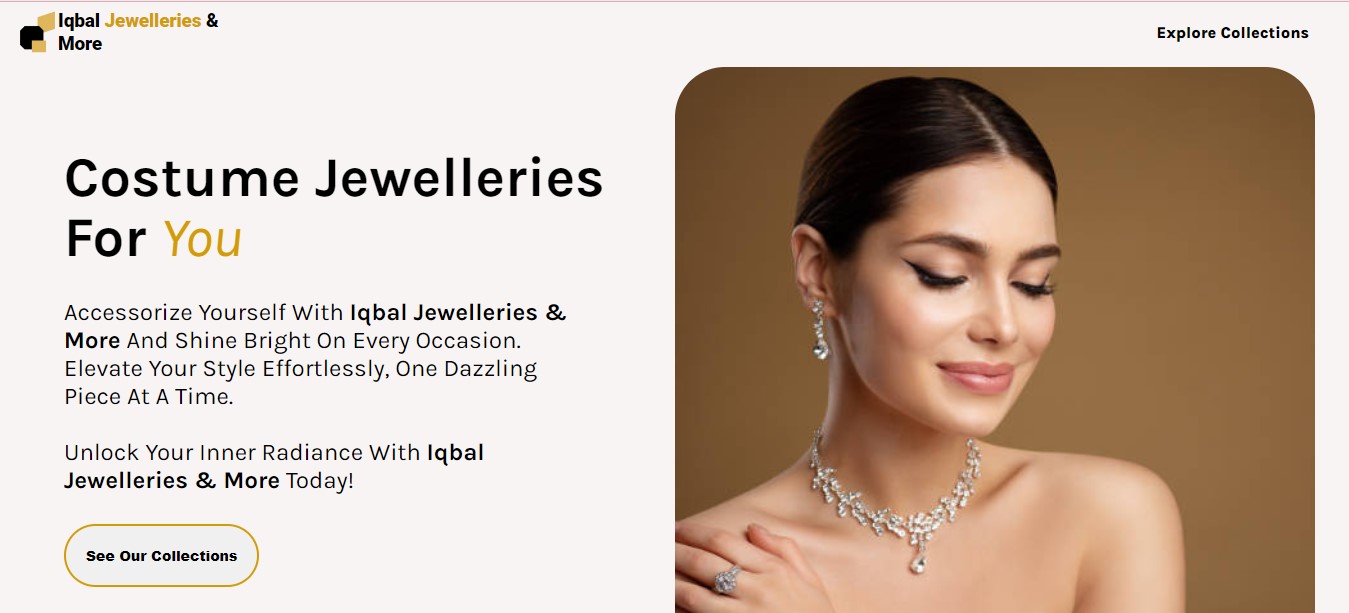 Iqbal Jewelleries &
More
Explore Collections
Costume Jewelleries
For You
Accessorize Yourself With Iqbal Jewelleries &
More And Shine Bright On Every Occasion.
Elevate Your Style Effortlessly, One Dazzling
Piece At A Time.
Unlock Your Inner Radiance With Iqbal
Jewelleries & More Today!
See Our Collections